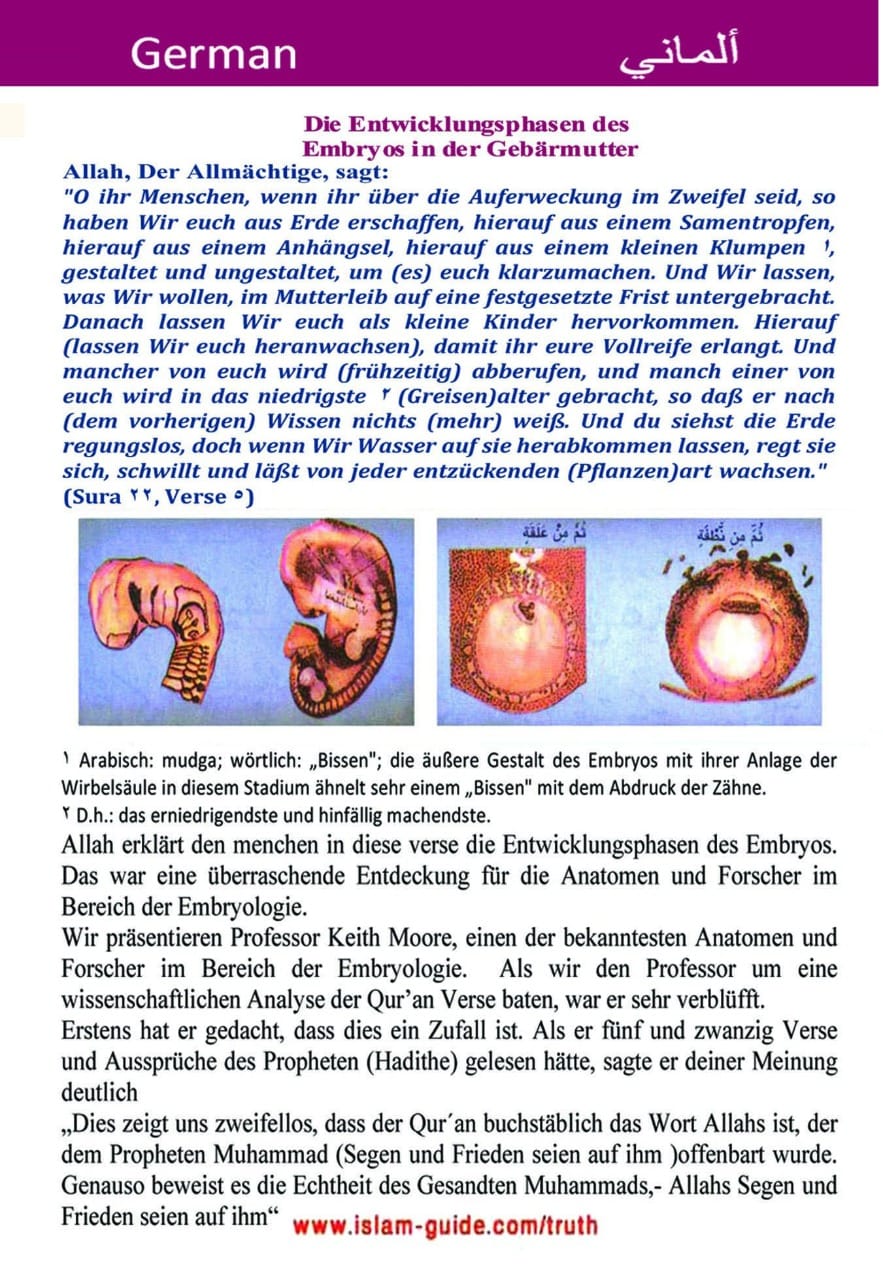 German
ألماني
Die Entwicklungsphasen des
Embryos in der Gebärmutter
Allah, Der Allmächtige, sagt:
"O ihr Menschen, wenn ihr über die Auferweckung im Zweifel seid, so
haben Wir euch aus Erde erschaffen, hierauf aus einem Samentropfen,
hierauf aus einem Anhängsel, hierauf aus einem kleinen Klumpen ١,
gestaltet und ungestaltet, um (es) euch klarzumachen. Und Wir lassen,
was Wir wollen, im Mutterleib auf eine festgesetzte Frist untergebracht.
Danach lassen Wir euch als kleine Kinder hervorkommen. Hierauf
(lassen Wir euch heranwachsen), damit ihr eure Vollreife erlangt. Und
mancher von euch wird (frühzeitig) abberufen, und manch einer von
euch wird in das niedrigste ٢ (Greisen)alter gebracht, so daß er nach
(dem vorherigen) Wissen nichts (mehr) weiß. Und du siehst die Erde
regungslos, doch wenn Wir Wasser auf sie herabkommen lassen, regt sie
sich, schwillt und läßt von jeder entzückenden (Pflanzen)art wachsen."
(Sura ٢٢, Verse ٥)
ثُمَّ مِنْ عَلَقَةٍ
ثُمَّ مِن نُّطْفَةٍ
١ Arabisch: mudga; wörtlich: „Bissen"; die äußere Gestalt des Embryos mit ihrer Anlage der
Wirbelsäule in diesem Stadium ähnelt sehr einem „Bissen" mit dem Abdruck der Zähne.
٢ D.h.: das erniedrigendste und hinfällig machendste.
Allah erklärt den menchen in diese verse die Entwicklungsphasen des Embryos.
Das war eine überraschende Entdeckung für die Anatomen und Forscher im
Bereich der Embryologie.
Wir präsentieren Professor Keith Moore, einen der bekanntesten Anatomen und
Forscher im Bereich der Embryologie. Als wir den Professor um eine
wissenschaftlichen Analyse der Qur’an Verse baten, war er sehr verblüfft.
Erstens hat er gedacht, dass dies ein Zufall ist. Als er fünf und zwanzig Verse
und Aussprüche des Propheten (Hadithe) gelesen hätte, sagte er deiner Meinung
deutlich
„Dies zeigt uns zweifellos, dass der Qur´an buchstäblich das Wort Allahs ist, der
dem Propheten Muhammad (Segen und Frieden seien auf ihm )offenbart wurde.
Genauso beweist es die Echtheit des Gesandten Muhammads,- Allahs Segen und
Frieden seien auf ihm“
www.islam-guide.com/truth